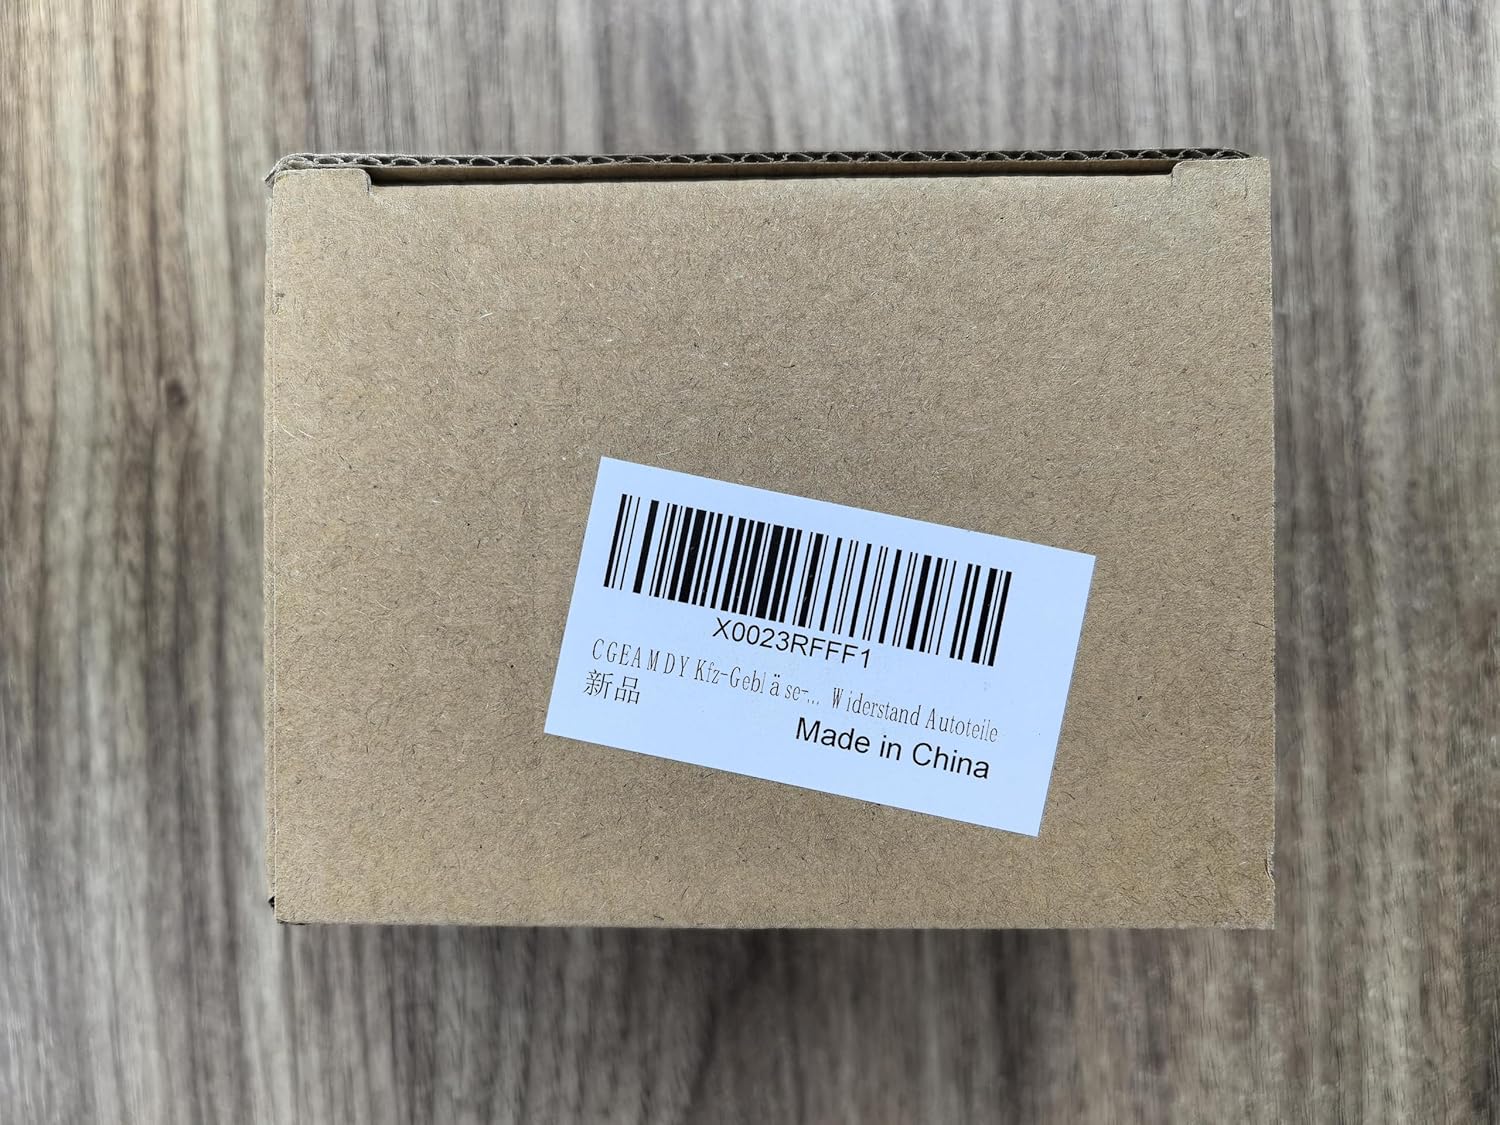 X0023RFFF1
CGEAMDY Kfz-Gebläse-... Widerstand Autoteile
新品
Made in China